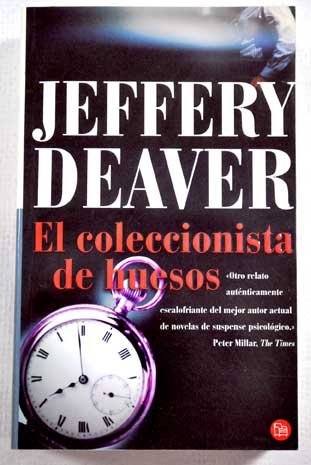 JEFFERY
DEAVER
El coleccionista
de huesos
«Otro relato
auténticamente
escalofriante del mejor autor actual
de novelas de suspense psicológico.»
Peter Millar, The Times